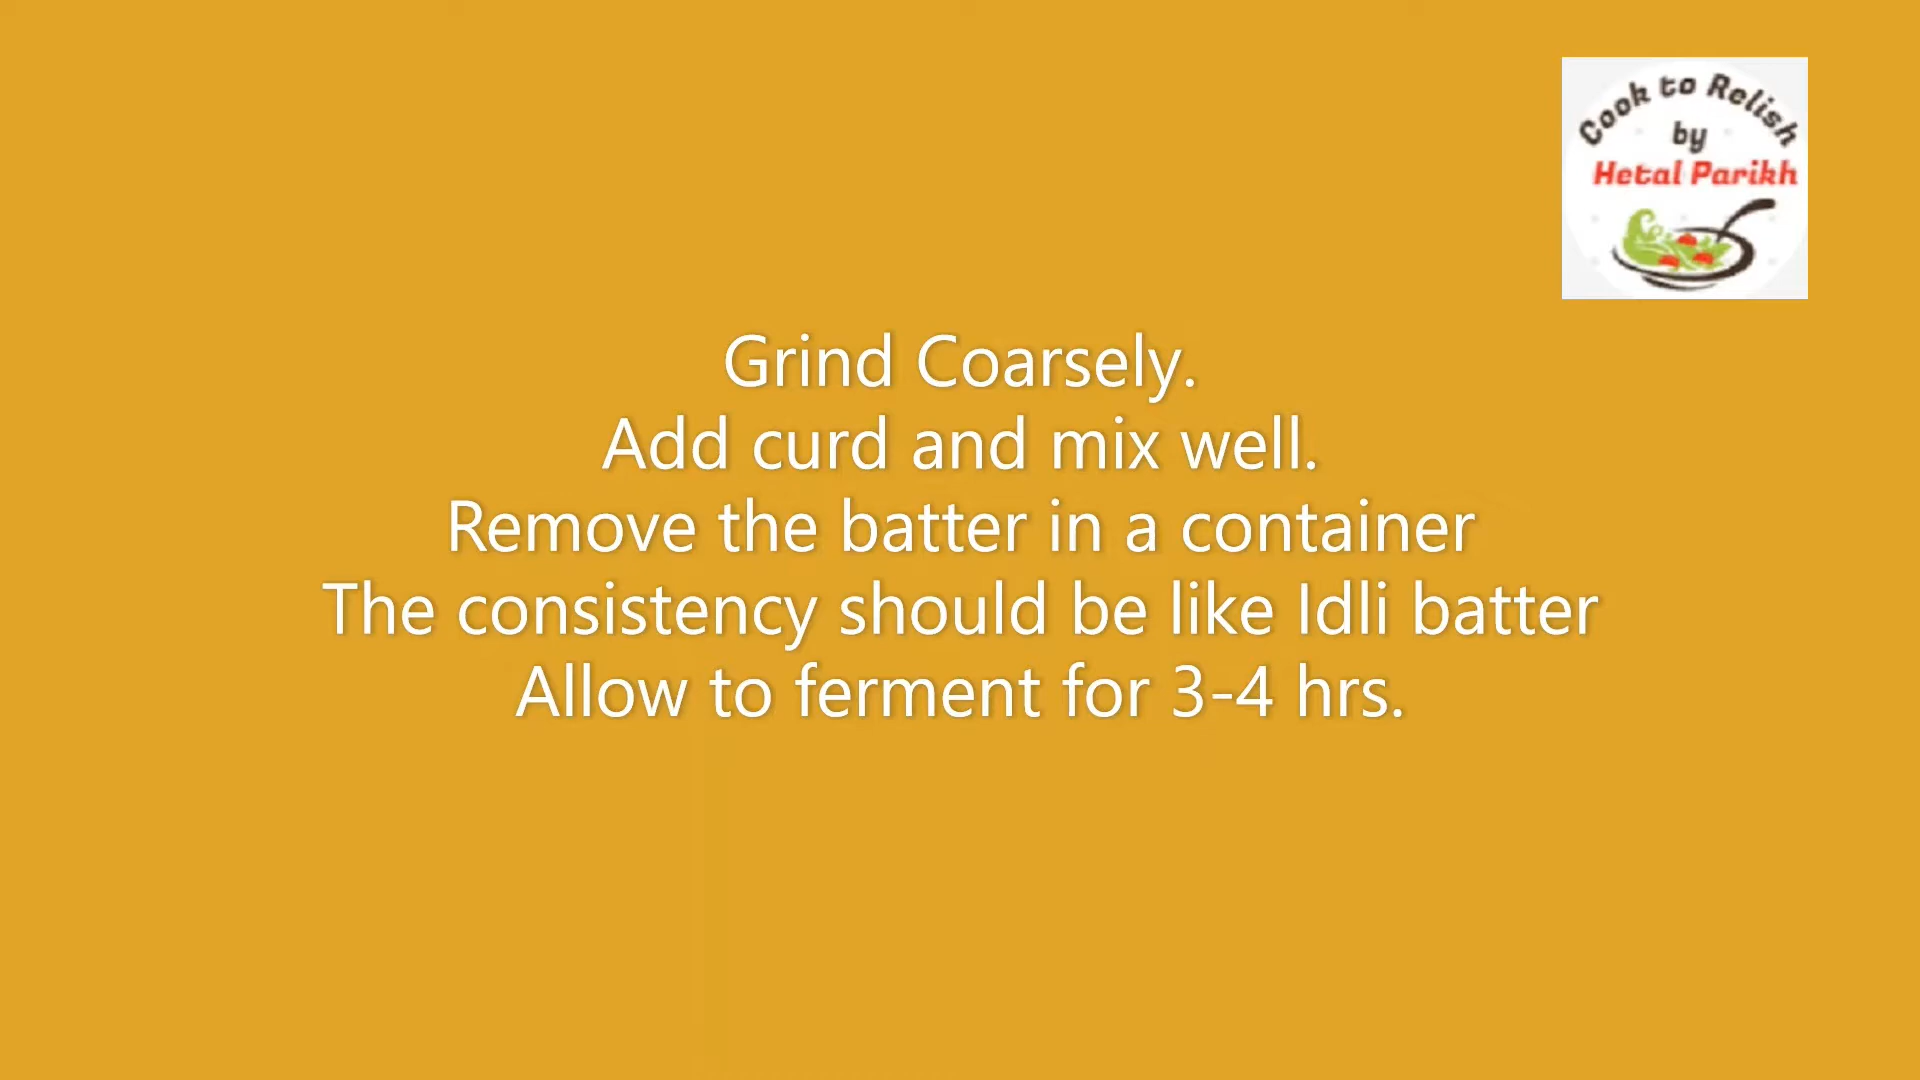 Cook to Relish
by
Hetal Parikh
Grind Coarsely.
Add curd and mix well.
Remove the batter in a container
The consistency should be like Idli batter
Allow to ferment for 3-4 hrs.